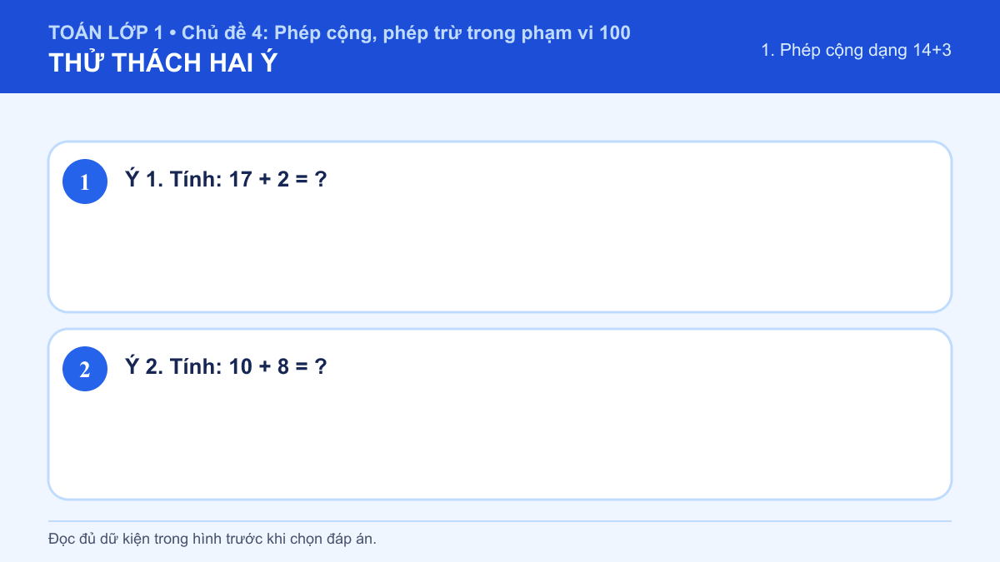 TOÁN LỚP 1 • Chủ đề 4: Phép cộng, phép trừ trong phạm vi 100
THỬ THÁCH HAI Ý
1. Phép cộng dạng 14+3
1
Ý 1. Tính: 17 + 2 = ?
2
Ý 2. Tính: 10 + 8 = ?
Đọc đủ dữ kiện trong hình trước khi chọn đáp án.